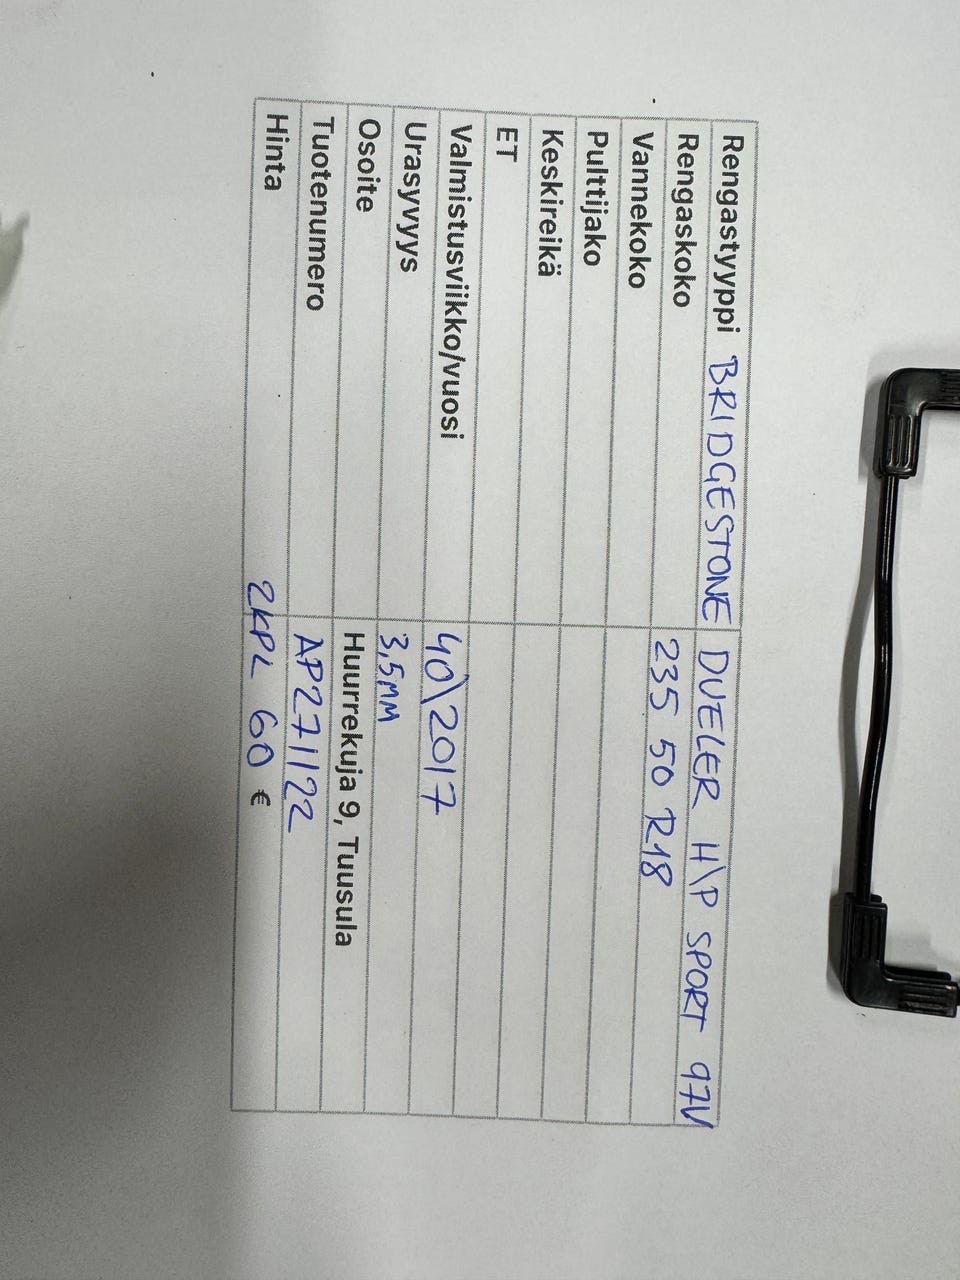 Rengastyyppi BRIDGESTONE DUELER H\P SPORT 97V
Rengaskoko 235 50 R18
Vannekoko
Pulttijako
Keskireikä
ET
Valmistusviikko/vuosi 40\2017
Urasyvyys 3,5MM
Osoite Huurrekuja 9, Tuusula
Tuotenumero AP271122
Hinta 2KPL 60 €